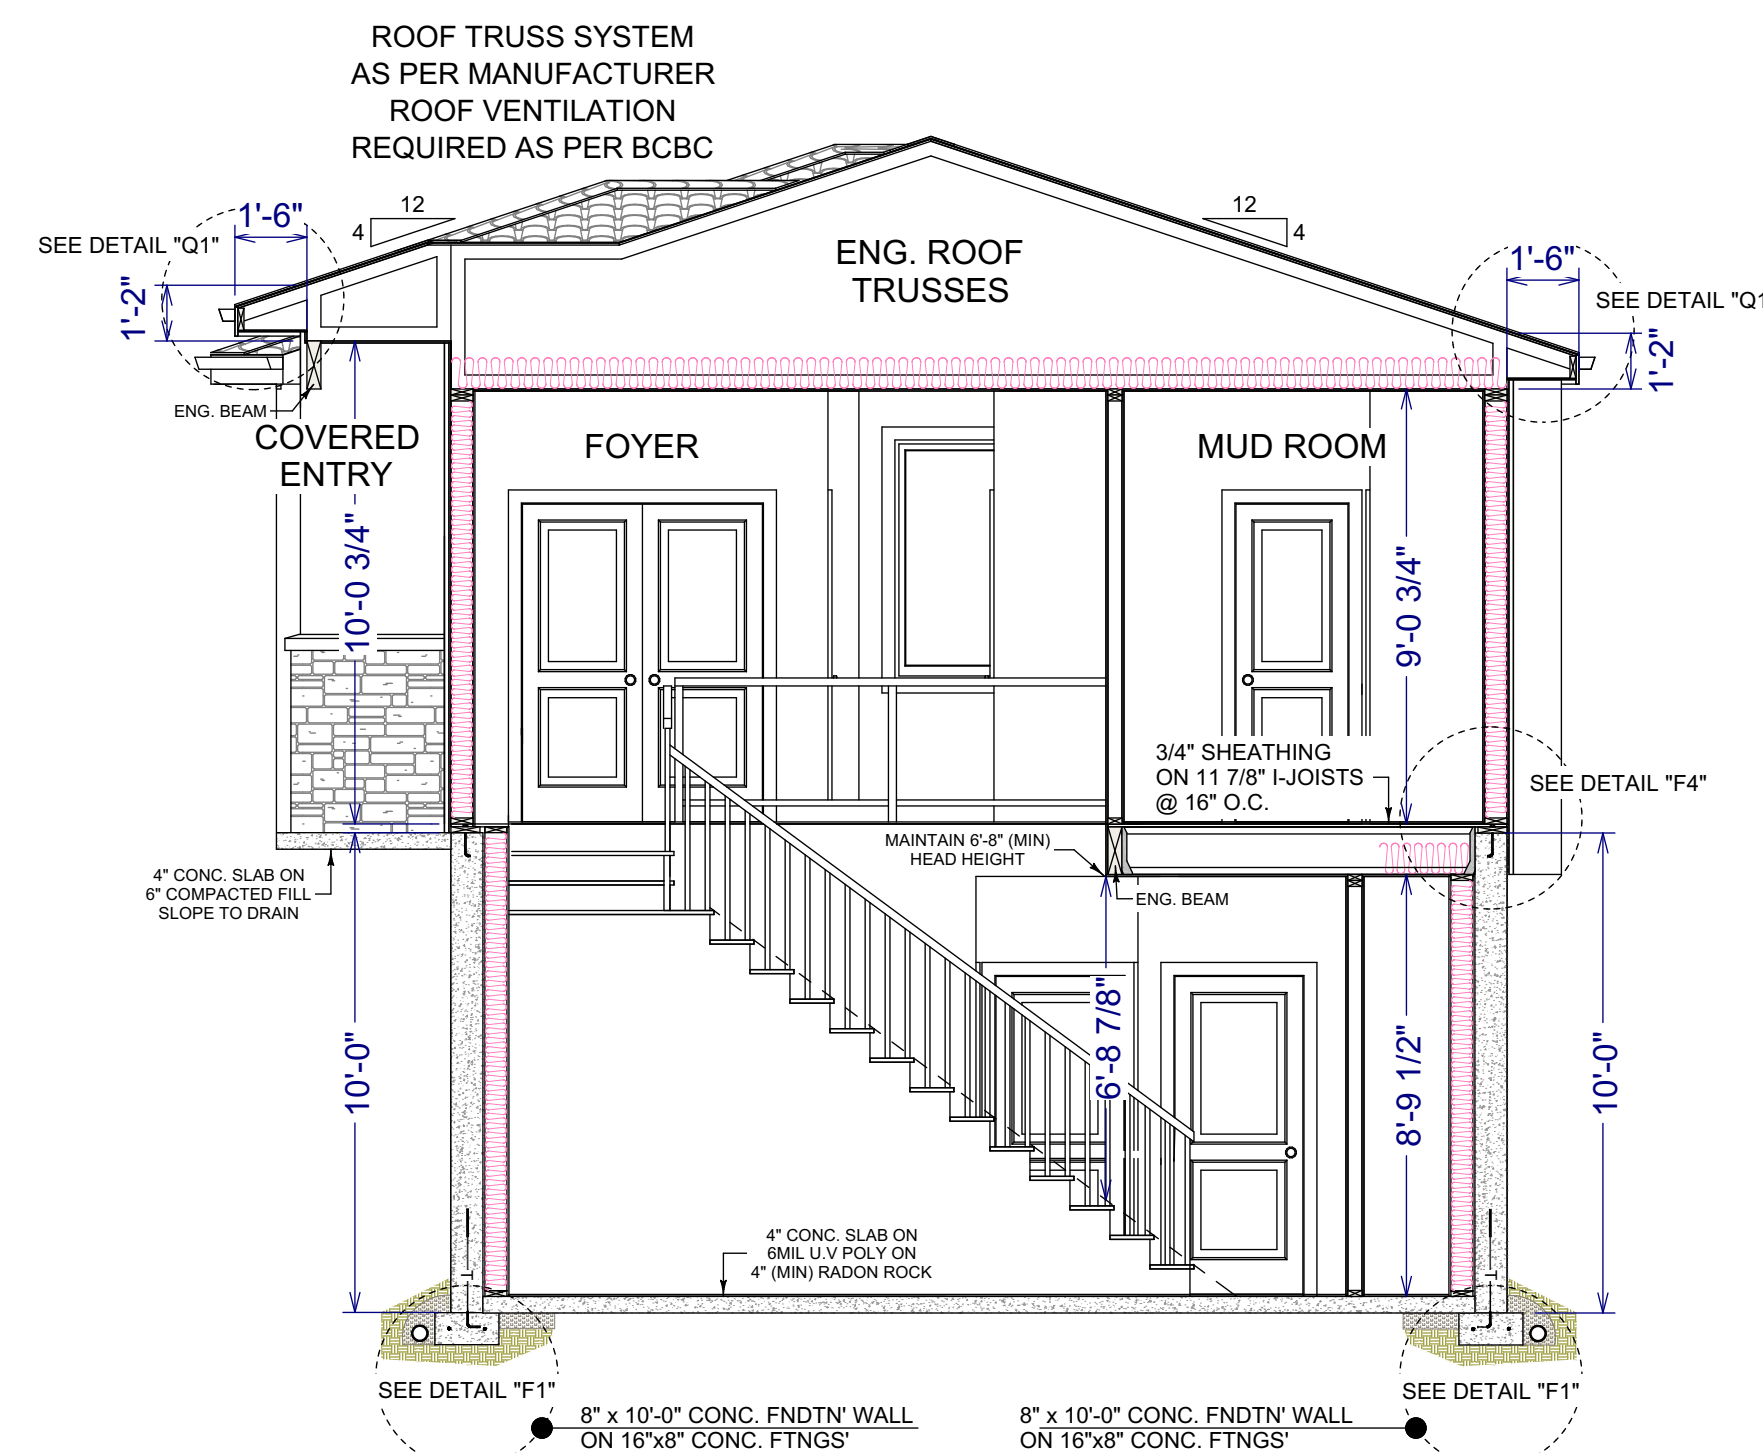 ROOF TRUSS SYSTEM
AS PER MANUFACTURER
ROOF VENTILATION
REQUIRED AS PER BCBC
12
4
12
4
1'-6"
SEE DETAIL "Q1"
1'-2"
ENG. ROOF
TRUSSES
1'-6"
SEE DETAIL "Q1
1'-2"
ENG. BEAM
COVERED
ENTRY
FOYER
MUD ROOM
10'-0 3/4"
9'-0 3/4"
3/4" SHEATHING
ON 11 7/8" I-JOISTS
@ 16" O.C.
SEE DETAIL "F4"
MAINTAIN 6'-8" (MIN)
HEAD HEIGHT
ENG. BEAM
4" CONC. SLAB ON
6" COMPACTED FILL
SLOPE TO DRAIN
10'-0"
6'-8 7/8"
8'-9 1/2"
10'-0"
4" CONC. SLAB ON
6MIL U.V POLY ON
4" (MIN) RADON ROCK
SEE DETAIL "F1"
SEE DETAIL "F1"
8" x 10'-0" CONC. FNDTN' WALL
ON 16"x8" CONC. FTNGS'
8" x 10'-0" CONC. FNDTN' WALL
ON 16"x8" CONC. FTNGS'